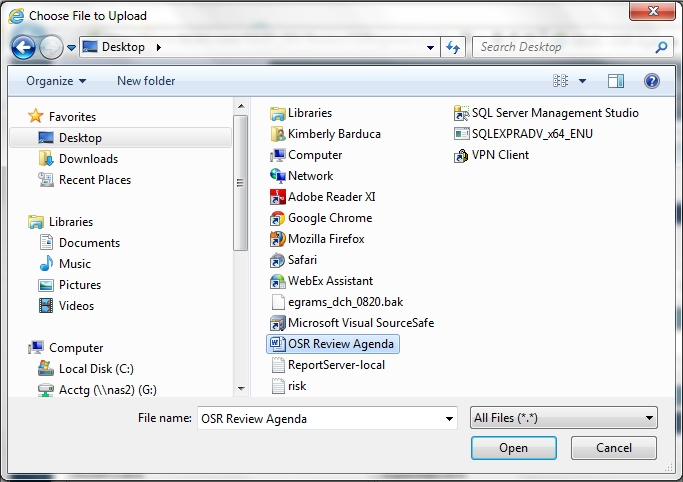 Choose File to Upload
Desktop
Search Desktop
Organize
New folder
Favorites
Desktop
Downloads
Recent Places
Libraries
Documents
Music
Pictures
Videos
Computer
Local Disk (C:)
Acctg (\\nas2) (G:)
Libraries
Kimberly Barduca
Computer
Network
Adobe Reader XI
Google Chrome
Mozilla Firefox
Safari
WebEx Assistant
egrams_dch_0820.bak
Microsoft Visual SourceSafe
OSR Review Agenda
ReportServer-local
risk
SQL Server Management Studio
SQLEXPRADV_x64_ENU
VPN Client
File name: OSR Review Agenda
All Files (*.*)
Open
Cancel